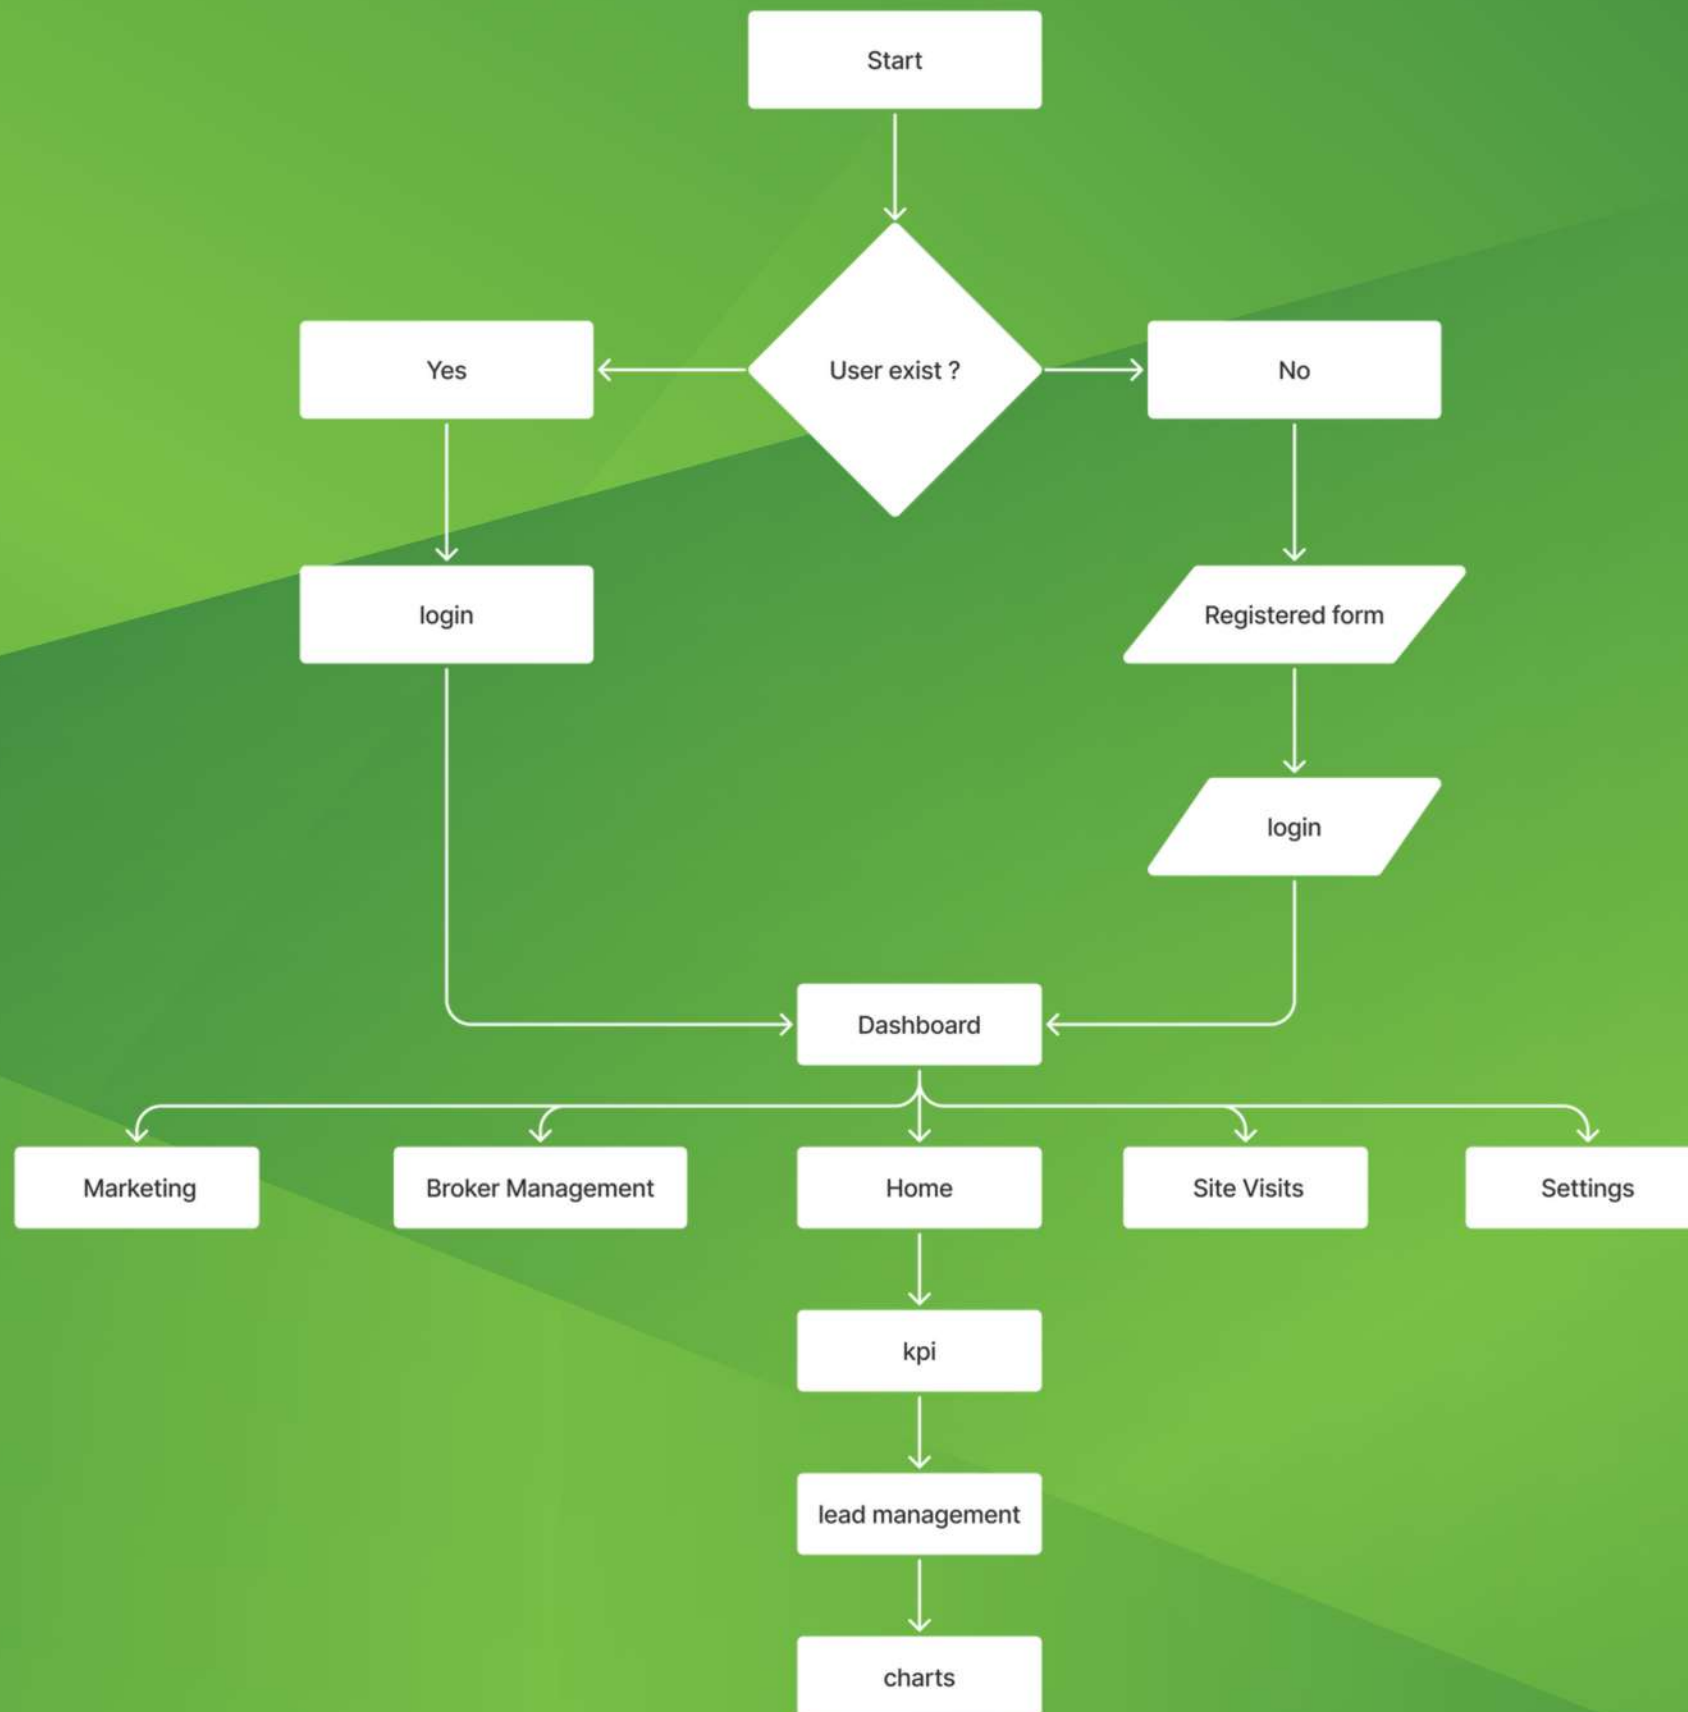 Start
Yes
User exist ?
No
login
Registered form
login
Dashboard
Marketing
Broker Management
Home
Site Visits
Settings
kpi
lead management
charts